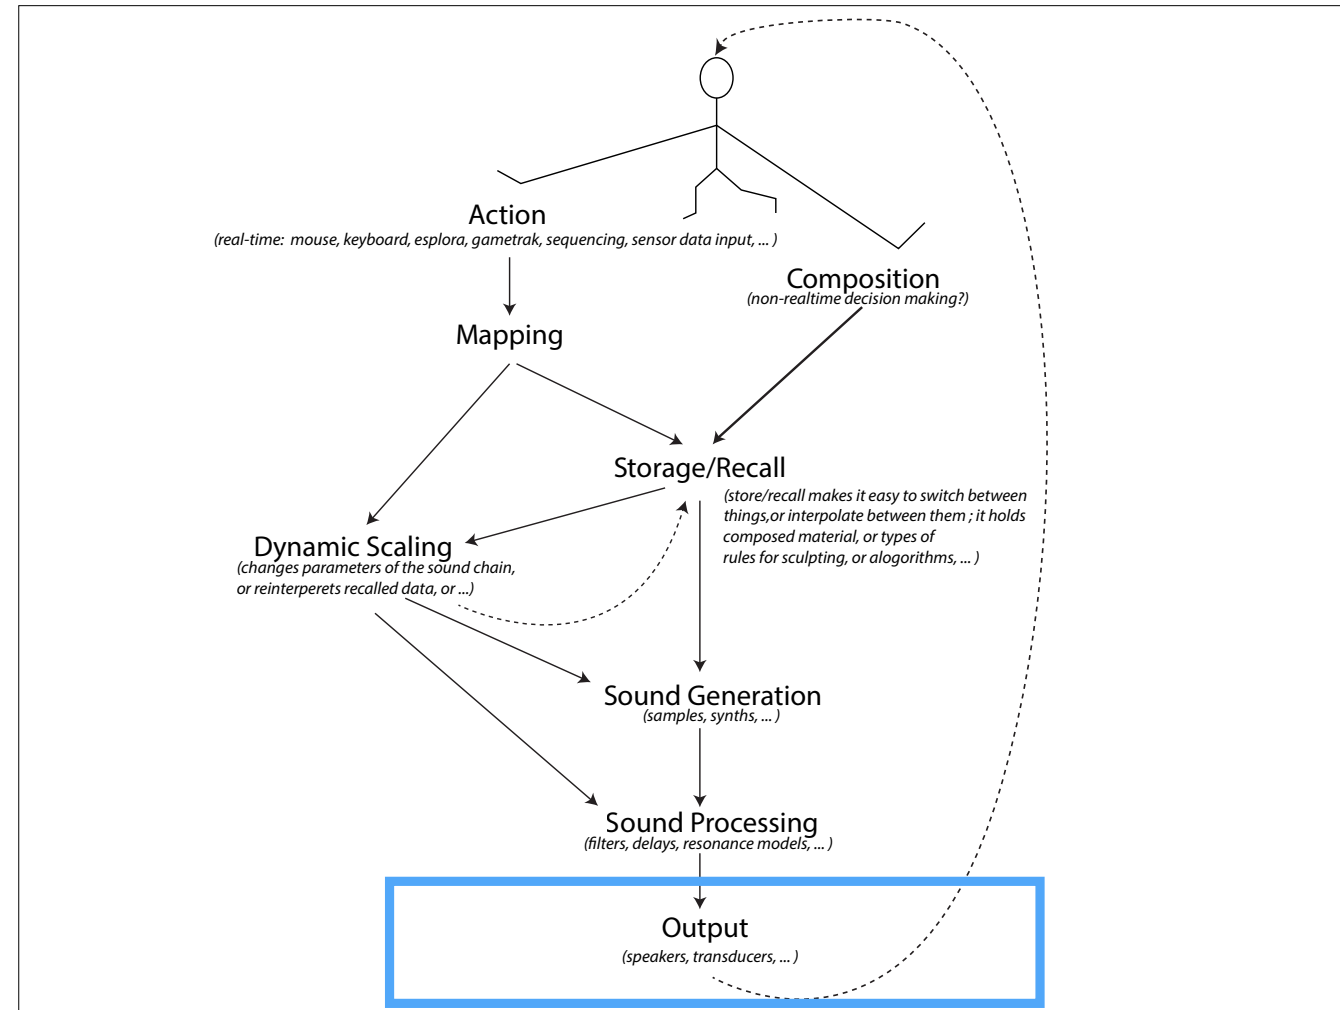 Action
(real-time: mouse, keyboard, esplora, gametrak, sequencing, sensor data input, ... )
Composition
(non-realtime decision making?)
Mapping
Storage/Recall
(store/recall makes it easy to switch between
things,or interpolate between them ; it holds
composed material, or types of
rules for sculpting, or alogorithms, ... )
Dynamic Scaling
(changes parameters of the sound chain,
or reinterperets recalled data, or ...)
Sound Generation
(samples, synths, ... )
Sound Processing
(filters, delays, resonance models, ... )
Output
(speakers, transducers, ... )